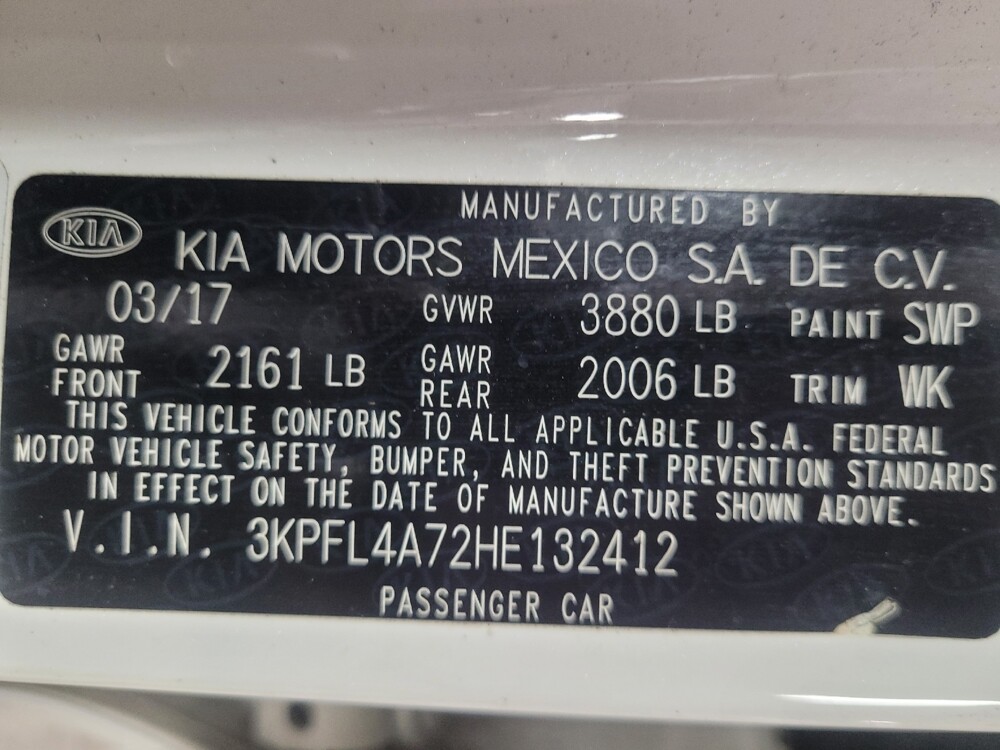 MANUFACTURED BY
KIA
KIA MOTORS MEXICO S.A. DE C.V.
03/17 GVWR 3880 LB PAINT SWP
GAWR FRONT 2161 LB GAWR REAR 2006 LB TRIM WK
THIS VEHICLE CONFORMS TO ALL APPLICABLE U.S.A. FEDERAL
MOTOR VEHICLE SAFETY, BUMPER, AND THEFT PREVENTION STANDARDS
IN EFFECT ON THE DATE OF MANUFACTURE SHOWN ABOVE.
V.I.N. 3KPFL4A72HE132412
PASSENGER CAR